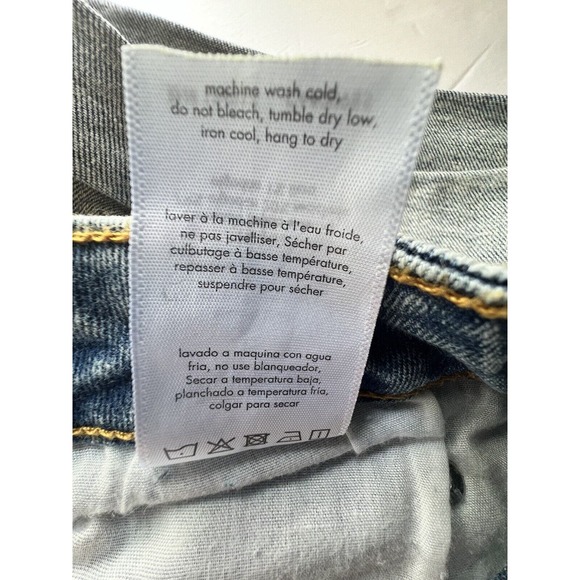 machine wash cold,
do not bleach, tumble dry low,
iron cool, hang to dry
laver à la machine à l'eau froide,
ne pas javelliser, Sécher par
culbutage à basse température,
repasser à basse température,
suspendre pour sécher
lavado a maquina con agua
fria, no use blanqueador,
Secar a temperatura baja,
planchado a temperatura fria,
colgar para secar